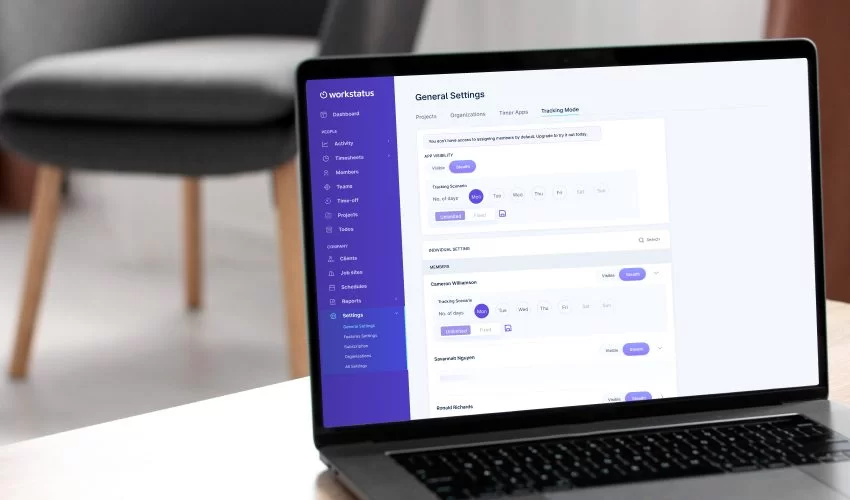 workstatus
Dashboard
PEOPLE
Activity
Timesheets
Members
Teams
Time-off
Projects
Todos
COMPANY
Clients
Job sites
Schedules
Reports
Settings
General Settings
Features Settings
Subscription
Organizations
All Settings
General Settings
Projects Organizations Timer Apps Tracking Mode
You don't have access to assigning members by default. Upgrade to try it out today.
APP VISIBILITY
Visible Stealth
Tracking Scenario
No. of days Mon Tue Wed Thu Fri Sat Sun
Unlimited Fixed
INDIVIDUAL SETTING Search
MEMBERS
Cameron Williamson Visible Stealth
Tracking Scenario
No. of days Mon Tue Wed Thu Fri Sat Sun
Unlimited Fixed
Savannah Nguyen Visible Stealth
Ronald Richards Visible Stealth